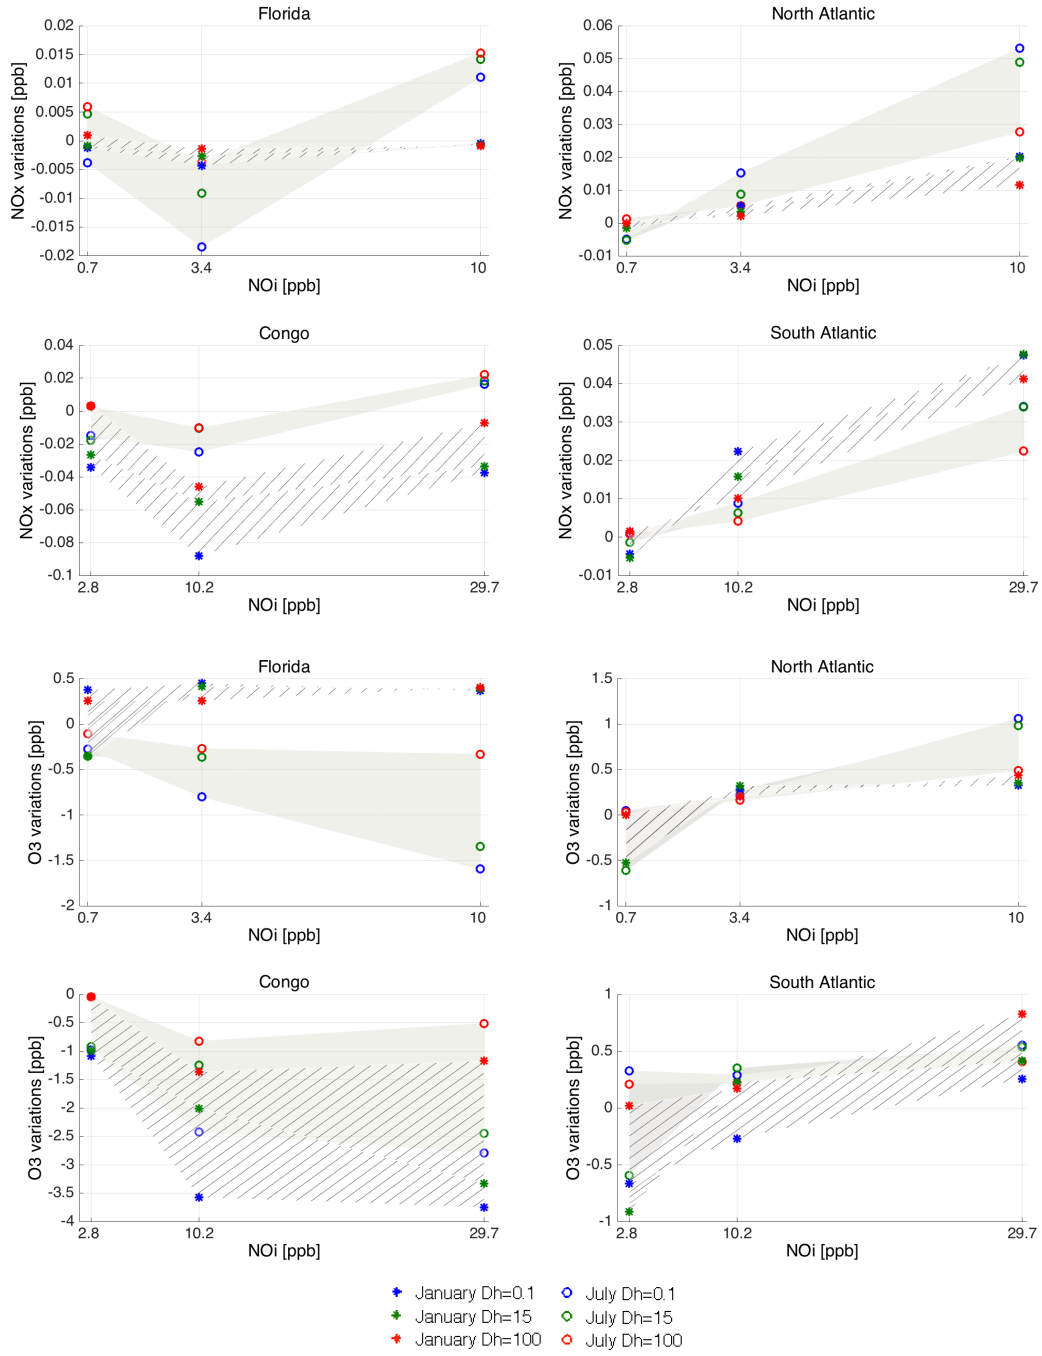 Florida
NOx variations [ppb]
0.02
0.015
0.01
0.005
0
-0.005
-0.01
-0.015
-0.02
0.7 3.4 10
NOi [ppb]
North Atlantic
NOx variations [ppb]
0.06
0.05
0.04
0.03
0.02
0.01
0
-0.01
0.7 3.4 10
NOi [ppb]
Congo
NOx variations [ppb]
0.04
0.02
0
-0.02
-0.04
-0.06
-0.08
-0.1
2.8 10.2 29.7
NOi [ppb]
South Atlantic
NOx variations [ppb]
0.05
0.04
0.03
0.02
0.01
0
-0.01
2.8 10.2 29.7
NOi [ppb]
Florida
O3 variations [ppb]
0.5
0
-0.5
-1
-1.5
-2
0.7 3.4 10
NOi [ppb]
North Atlantic
O3 variations [ppb]
1.5
1
0.5
0
-0.5
-1
0.7 3.4 10
NOi [ppb]
Congo
O3 variations [ppb]
0
-0.5
-1
-1.5
-2
-2.5
-3
-3.5
-4
2.8 10.2 29.7
NOi [ppb]
South Atlantic
O3 variations [ppb]
1
0.5
0
-0.5
-1
2.8 10.2 29.7
NOi [ppb]
January Dh=0.1 July Dh=0.1
January Dh=15 July Dh=15
January Dh=100 July Dh=100